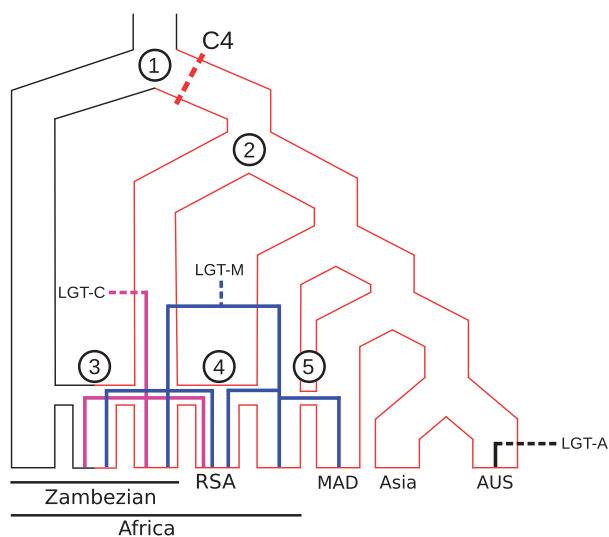 C4
1
2
LGT-M
LGT-C
3
4
5
LGT-A
RSA
MAD
Asia
AUS
Zambezian
Africa